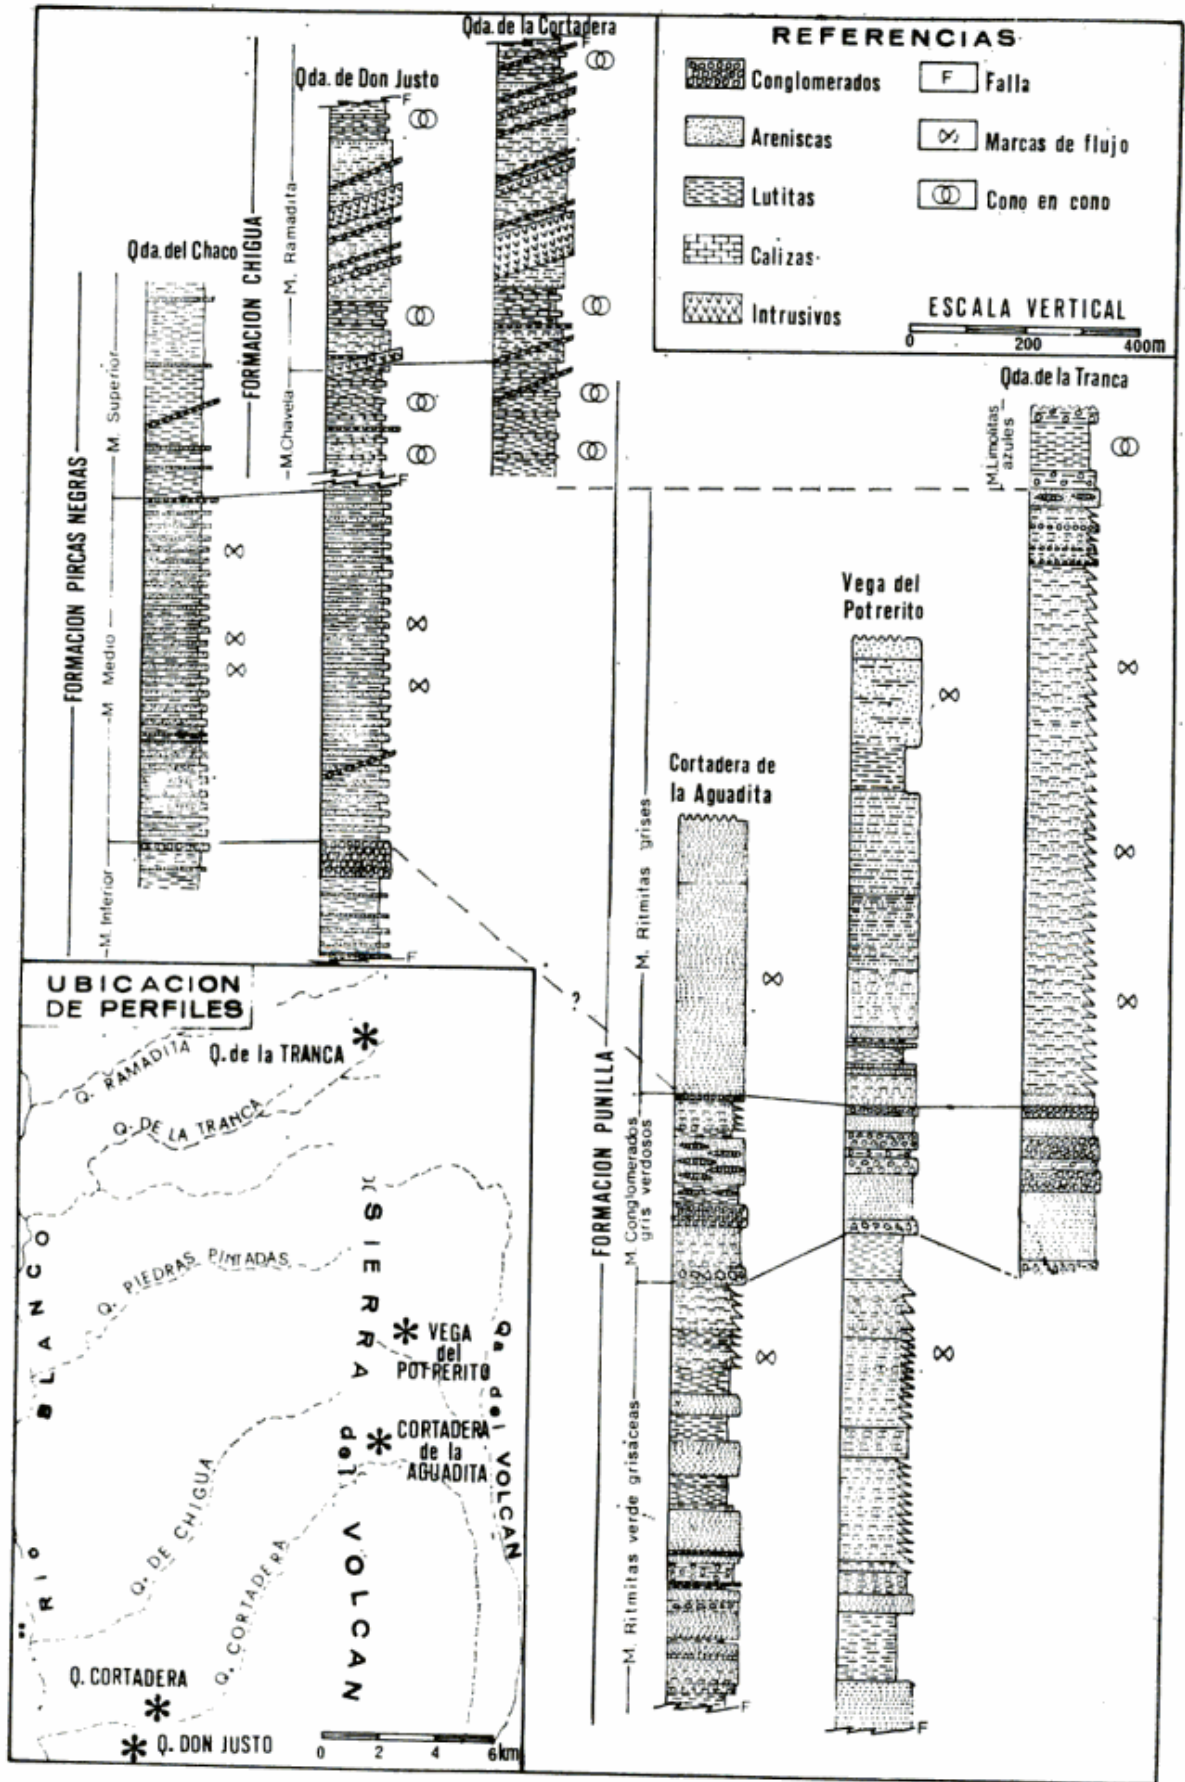 Qda. de la Cortadera
F
Qda. de Don Justo
F
Qda. del Chaco
FORMACION CHIGUA
M. Ramadita
M. Chavela
F
FORMACION PIRCAS NEGRAS
M. Superior
M. Medio
M. Inferior
F
REFERENCIAS
Conglomerados
F
Falla
Areniscas
Marcas de flujo
Lutitas
Cono en cono
Calizas
Intrusivos
ESCALA VERTICAL
0 200 400m
Qda. de la Tranca
M. Limolitas
azules
Vega del
Potrerito
Cortadera de
la Aguadita
?
FORMACION PUNILLA
M. Ritmitas grises
M. Conglomerados
gris verdosos
M. Ritmitas verde grisáceas
F
F
UBICACION
DE PERFILES
Q. RAMADITA
Q. de la TRANCA
Q. DE LA TRANCA
Q. PIEDRAS PINTADAS
RIO BLANCO
SIERRA del VOLCAN
VEGA
del
POTRERITO
Qa del VOLCAN
CORTADERA
de la
AGUADITA
Q. DE CHIGUA
Q. CORTADERA
Q. CORTADERA
Q. DON JUSTO
0 2 4 6km